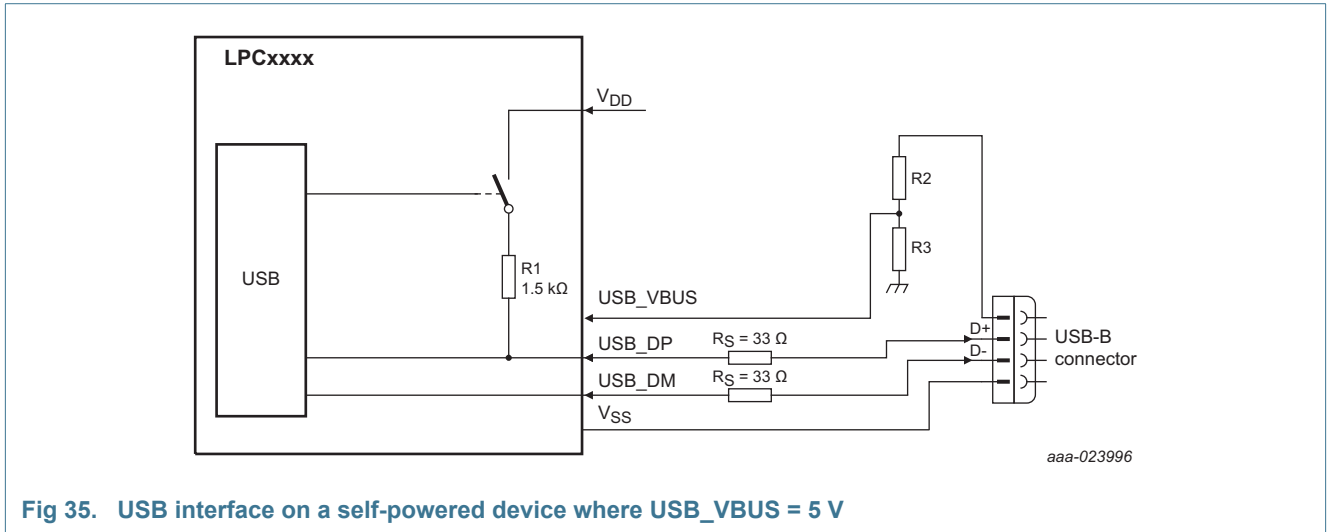 LPCxxxx
VDD
R2
R3
USB
R1
1.5 kΩ
USB_VBUS
USB_DP
RS = 33 Ω
D+
USB-B
connector
D-
USB_DM
RS = 33 Ω
VSS
aaa-023996
Fig 35. USB interface on a self-powered device where USB_VBUS = 5 V